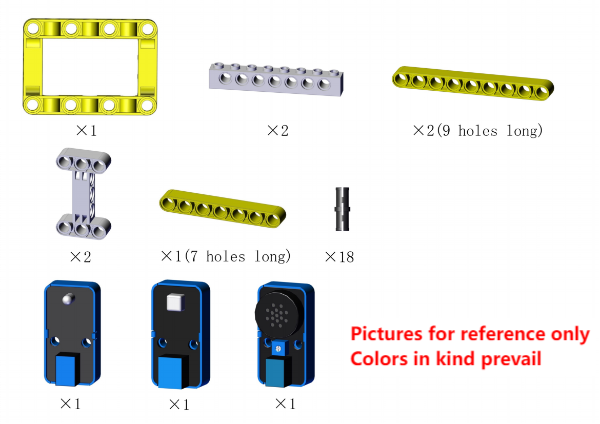 ×1
×2
×2(9 holes long)
×2
×1(7 holes long)
×18
Pictures for reference only
Colors in kind prevail
×1
×1
×1